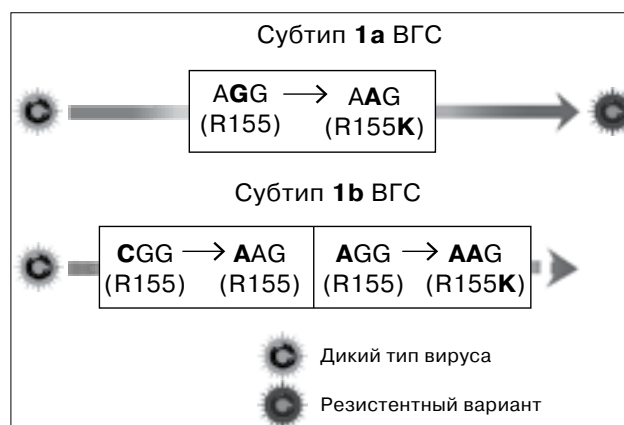 Субтип 1a ВГС
AGG → AAG
(R155) (R155K)
Субтип 1b ВГС
CGG → AAG AGG → AAG
(R155) (R155) (R155) (R155K)
Дикий тип вируса
Резистентный вариант